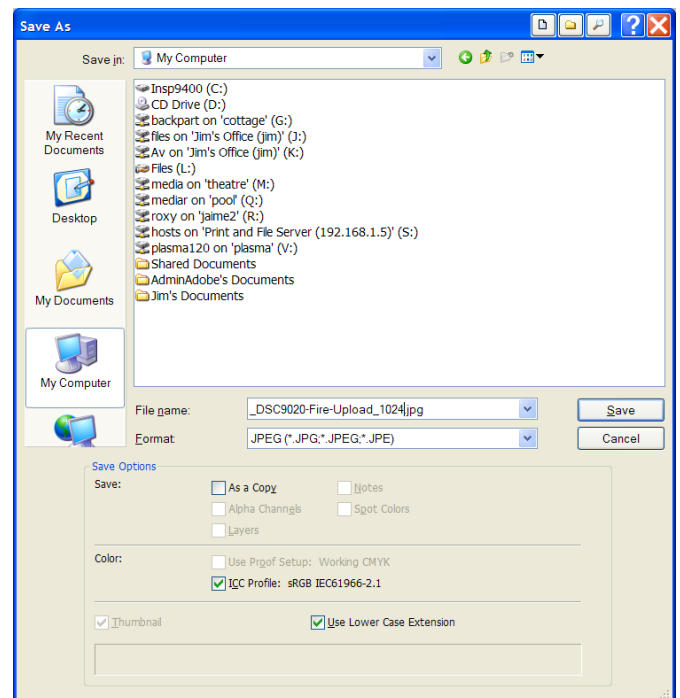 Save As
Save in:
My Computer
My Recent
Documents
Desktop
My Documents
My Computer
Insp9400 (C:)
CD Drive (D:)
backpart on 'cottage' (G:)
files on 'Jim's Office (jim)' (J:)
Av on 'Jim's Office (jim)' (K:)
Files (L:)
media on 'theatre' (M:)
mediar on 'pool' (Q:)
roxy on 'jaime2' (R:)
hosts on 'Print and File Server (192.168.1.5)' (S:)
plasma120 on 'plasma' (V:)
Shared Documents
AdminAdobe's Documents
Jim's Documents
File name:
_DSC9020-Fire-Upload_1024.jpg
Save
Format
JPEG (*.JPG;*.JPEG;*.JPE)
Cancel
Save Options
Save:
As a Copy
Notes
Alpha Channels
Spot Colors
Layers
Color:
Use Proof Setup: Working CMYK
ICC Profile: sRGB IEC61966-2.1
Thumbnail
Use Lower Case Extension